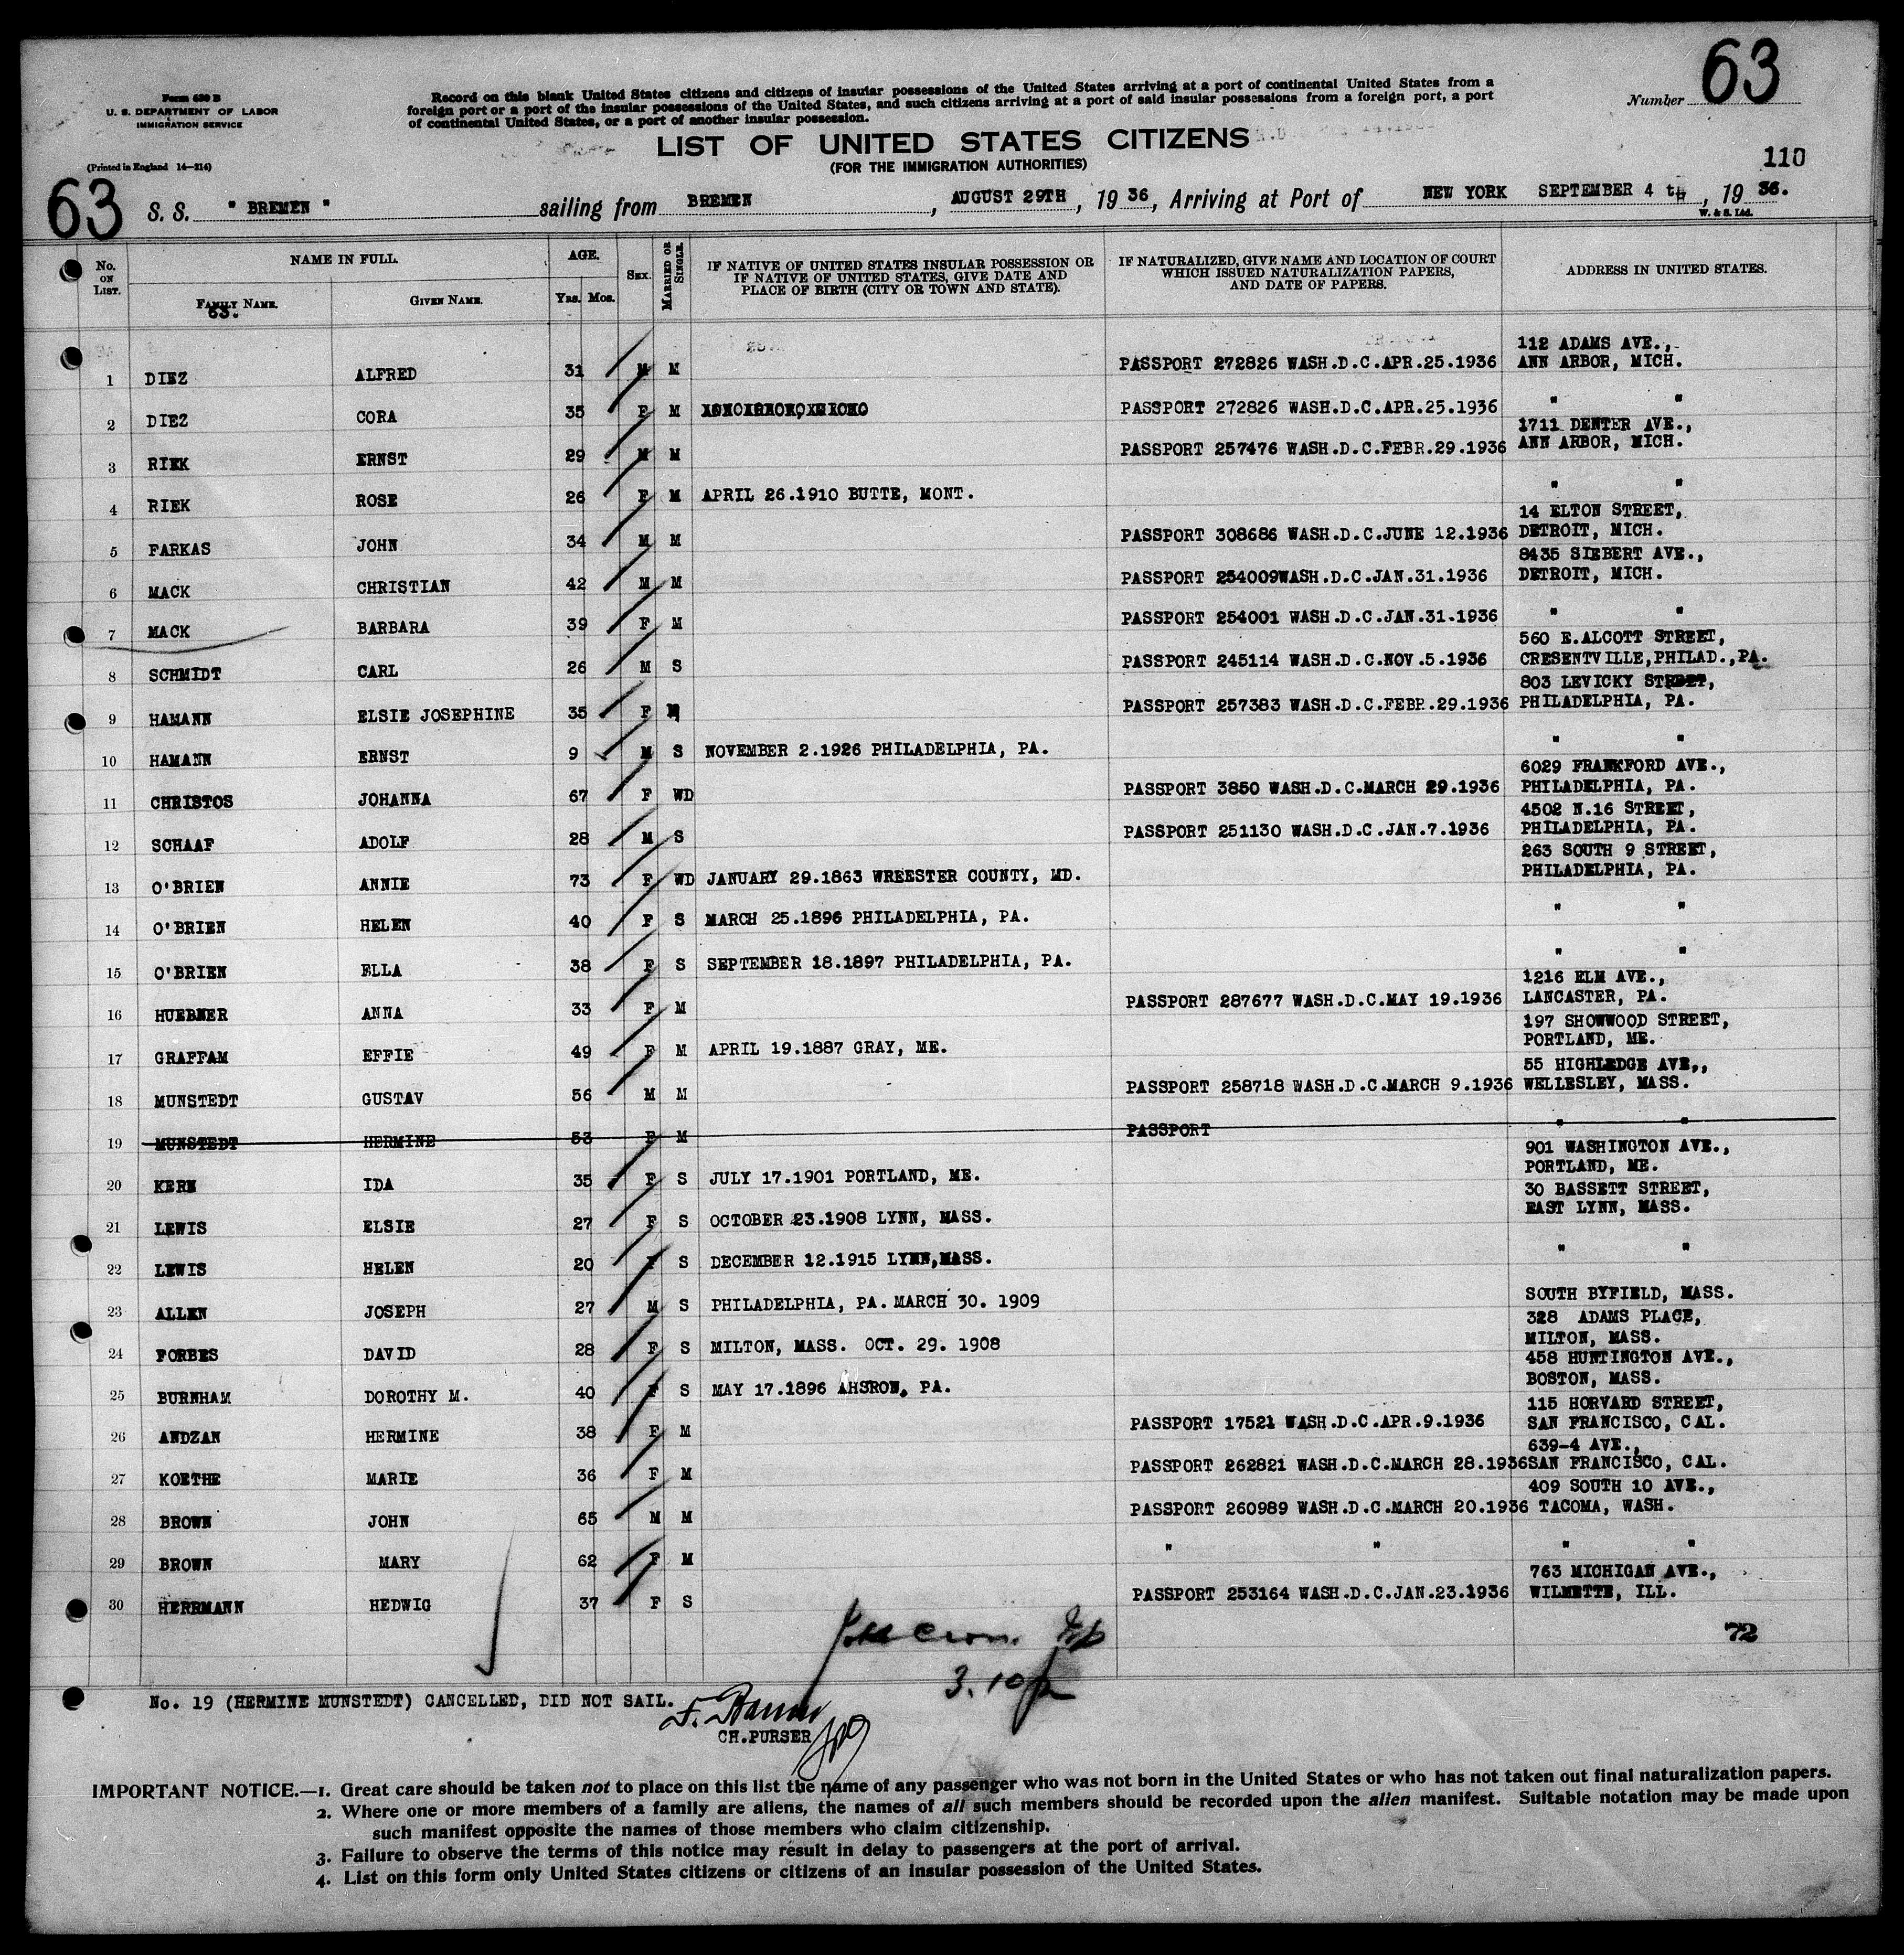 63
Form 630 B
U. S. DEPARTMENT OF LABOR
IMMIGRATION SERVICE
(Printed in England 14—214)
Record on this blank United States citizens and citizens of insular possessions of the United States arriving at a port of continental United States from a
foreign port or a port of the insular possessions of the United States, and such citizens arriving at a port of said insular possessions from a foreign port, a port
of continental United States, or a port of another insular possession.
Number 63
LIST OF UNITED STATES CITIZENS
(FOR THE IMMIGRATION AUTHORITIES)
110
S. S. " BREMEN " sailing from BREMEN, AUGUST 29TH, 19 36, Arriving at Port of NEW YORK SEPTEMBER 4 th, 19 36.
W. & S. Ltd.
No. ON LIST. NAME IN FULL. FAMILY NAME. GIVEN NAME. AGE. Yrs. Mos. SEX. MARRIED OR SINGLE. IF NATIVE OF UNITED STATES INSULAR POSSESSION OR IF NATIVE OF UNITED STATES, GIVE DATE AND PLACE OF BIRTH (CITY OR TOWN AND STATE). IF NATURALIZED, GIVE NAME AND LOCATION OF COURT WHICH ISSUED NATURALIZATION PAPERS, AND DATE OF PAPERS. ADDRESS IN UNITED STATES.
63.
1 DIEZ ALFRED 31 M M PASSPORT 272826 WASH.D.C.APR.25.1936 112 ADAMS AVE., ANN ARBOR, MICH.
2 DIEZ CORA 35 F M PASSPORT 272826 WASH.D.C.APR.25.1936 " "
3 RIEK ERNST 29 M M PASSPORT 257476 WASH.D.C.FEBR.29.1936 1711 DENTER AVE., ANN ARBOR, MICH.
4 RIEK ROSE 26 F M APRIL 26.1910 BUTTE, MONT. " "
5 FARKAS JOHN 34 M M PASSPORT 308686 WASH.D.C.JUNE 12.1936 14 ELTON STREET, DETROIT, MICH.
6 MACK CHRISTIAN 42 M M PASSPORT 254009WASH.D.C.JAN.31.1936 8435 SIEBERT AVE., DETROIT, MICH.
7 MACK BARBARA 39 F M PASSPORT 254001 WASH.D.C.JAN.31.1936 " "
8 SCHMIDT CARL 26 M S PASSPORT 245114 WASH.D.C.NOV.5.1936 560 E.ALCOTT STREET, CRESENTVILLE,PHILAD.,PA.
9 HAMANN ELSIE JOSEPHINE 35 F M PASSPORT 257383 WASH.D.C.FEBR.29.1936 803 LEVICKY STREET, PHILADELPHIA, PA.
10 HAMANN ERNST 9 M S NOVEMBER 2.1926 PHILADELPHIA, PA. " "
11 CHRISTOS JOHANNA 67 F WD PASSPORT 3850 WASH.D.C.MARCH 29.1936 6029 FRANKFORD AVE., PHILADELPHIA, PA.
12 SCHAAF ADOLF 28 M S PASSPORT 251130 WASH.D.C.JAN.7.1936 4502 N.16 STREET, PHILADELPHIA, PA.
13 O'BRIEN ANNIE 73 F WD JANUARY 29.1863 WREESTER COUNTY, MD. 263 SOUTH 9 STREET, PHILADELPHIA, PA.
14 O'BRIEN HELEN 40 F S MARCH 25.1896 PHILADELPHIA, PA. " "
15 O'BRIEN ELLA 38 F S SEPTEMBER 18.1897 PHILADELPHIA, PA. " "
16 HUEBNER ANNA 33 F M PASSPORT 287677 WASH.D.C.MAY 19.1936 1216 ELM AVE., LANCASTER, PA.
17 GRAFFAM EFFIE 49 F M APRIL 19.1887 GRAY, ME. 197 SHOWWOOD STREET, PORTLAND, ME.
18 MUNSTEDT GUSTAV 56 M M PASSPORT 258718 WASH.D.C.MARCH 9.1936 55 HIGHLEDGE AVE,, WELLESLEY, MASS.
19 MUNSTEDT HERMINE 53 F M PASSPORT " "
20 KERN IDA 35 F S JULY 17.1901 PORTLAND, ME. 901 WASHINGTON AVE., PORTLAND, ME.
21 LEWIS ELSIE 27 F S OCTOBER 23.1908 LYNN, MASS. 30 BASSETT STREET, EAST LYNN, MASS.
22 LEWIS HELEN 20 F S DECEMBER 12.1915 LYNN,MASS. " "
23 ALLEN JOSEPH 27 M S PHILADELPHIA, PA. MARCH 30. 1909 SOUTH BYFIELD, MASS.
24 FORBES DAVID 28 F S MILTON, MASS. OCT. 29. 1908 328 ADAMS PLACE, MILTON, MASS.
25 BURNHAM DOROTHY M. 40 F S MAY 17.1896 AHSRON, PA. 458 HUNTINGTON AVE., BOSTON, MASS.
26 ANDZAN HERMINE 38 F M PASSPORT 17521 WASH.D.C.APR.9.1936 115 HORVARD STREET, SAN FRANCISCO, CAL.
27 KOETHE MARIE 36 F M PASSPORT 262821 WASH.D.C.MARCH 28.1936 639-4 AVE., SAN FRANCISCO, CAL.
28 BROWN JOHN 65 M M PASSPORT 260989 WASH.D.C.MARCH 20.1936 409 SOUTH 10 AVE., TACOMA, WASH.
29 BROWN MARY 62 F M " " " "
30 HERRMANN HEDWIG 37 F S PASSPORT 253164 WASH.D.C.JAN.23.1936 763 MICHIGAN AVE., WILMETTE, ILL.
72
3.10
No. 19 (HERMINE MUNSTEDT) CANCELLED, DID NOT SAIL.
CH.PURSER
IMPORTANT NOTICE.—1. Great care should be taken not to place on this list the name of any passenger who was not born in the United States or who has not taken out final naturalization papers.
2. Where one or more members of a family are aliens, the names of all such members should be recorded upon the alien manifest. Suitable notation may be made upon
such manifest opposite the names of those members who claim citizenship.
3. Failure to observe the terms of this notice may result in delay to passengers at the port of arrival.
4. List on this form only United States citizens or citizens of an insular possession of the United States.